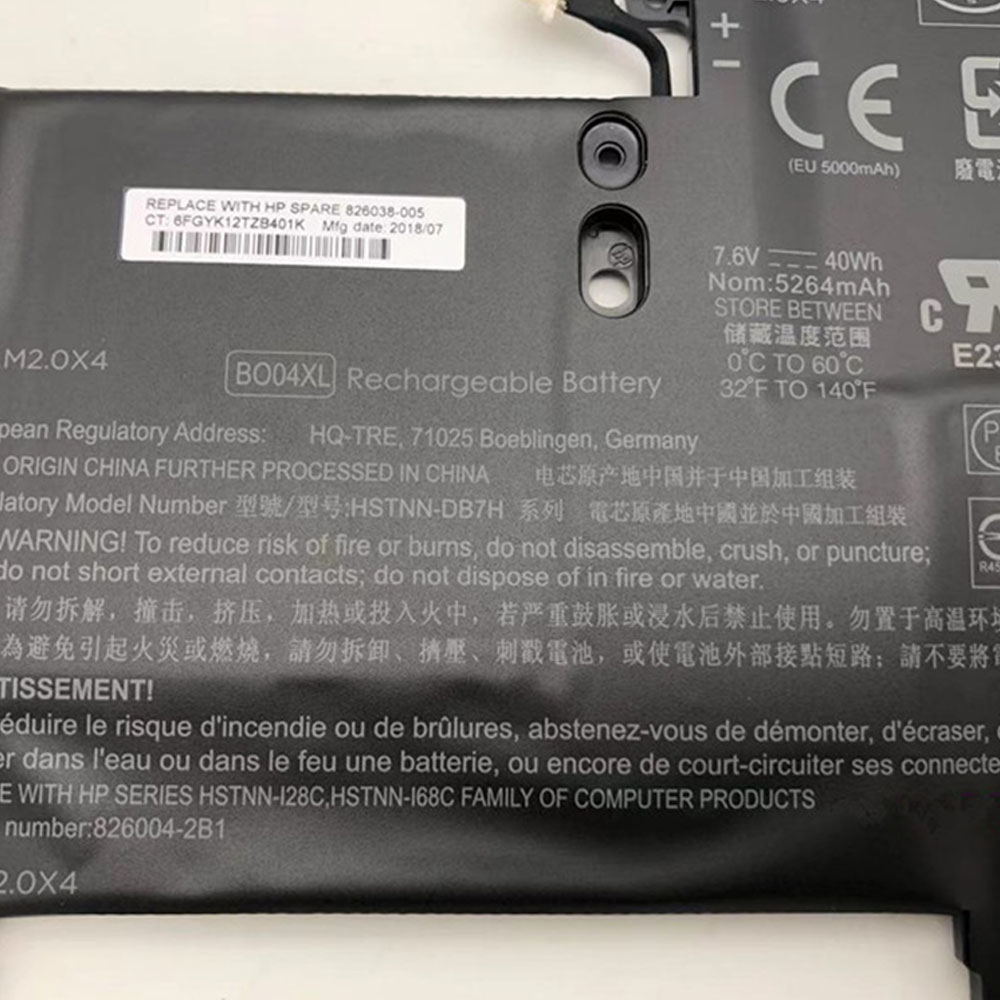 +
−
CE
(EU 5000mAh)
廢電池
REPLACE WITH HP SPARE 826038-005
CT: 6FGYK12TZB401K Mfg date: 2018/07
7.6V 40Wh
Nom:5264mAh
STORE BETWEEN
储藏温度范围
0°C TO 60°C
32°F TO 140°F
C
E23
M2.0X4
BO04XL Rechargeable Battery
pean Regulatory Address: HQ-TRE, 71025 Boeblingen, Germany
ORIGIN CHINA FURTHER PROCESSED IN CHINA 电芯原产地中国并于中国加工组装
latory Model Number 型號/型号:HSTNN-DB7H 系列 電芯原產地中國並於中國加工組裝
WARNING! To reduce risk of fire or burns, do not disassemble, crush, or puncture;
do not short external contacts; do not dispose of in fire or water.
R45
请勿拆解，撞击，挤压，加热或投入火中，若严重鼓胀或浸水后禁止使用。勿置于高温环境
為避免引起火災或燃燒，請勿拆卸、擠壓、刺戳電池，或使電池外部接點短路；請不要將電
TISSEMENT!
éduire le risque d'incendie ou de brûlures, abstenez-vous de démonter, d'écraser,
er dans l'eau ou dans le feu une batterie, ou encore de court-circuiter ses connecte
E WITH HP SERIES HSTNN-I28C,HSTNN-I68C FAMILY OF COMPUTER PRODUCTS
number:826004-2B1
2.0X4